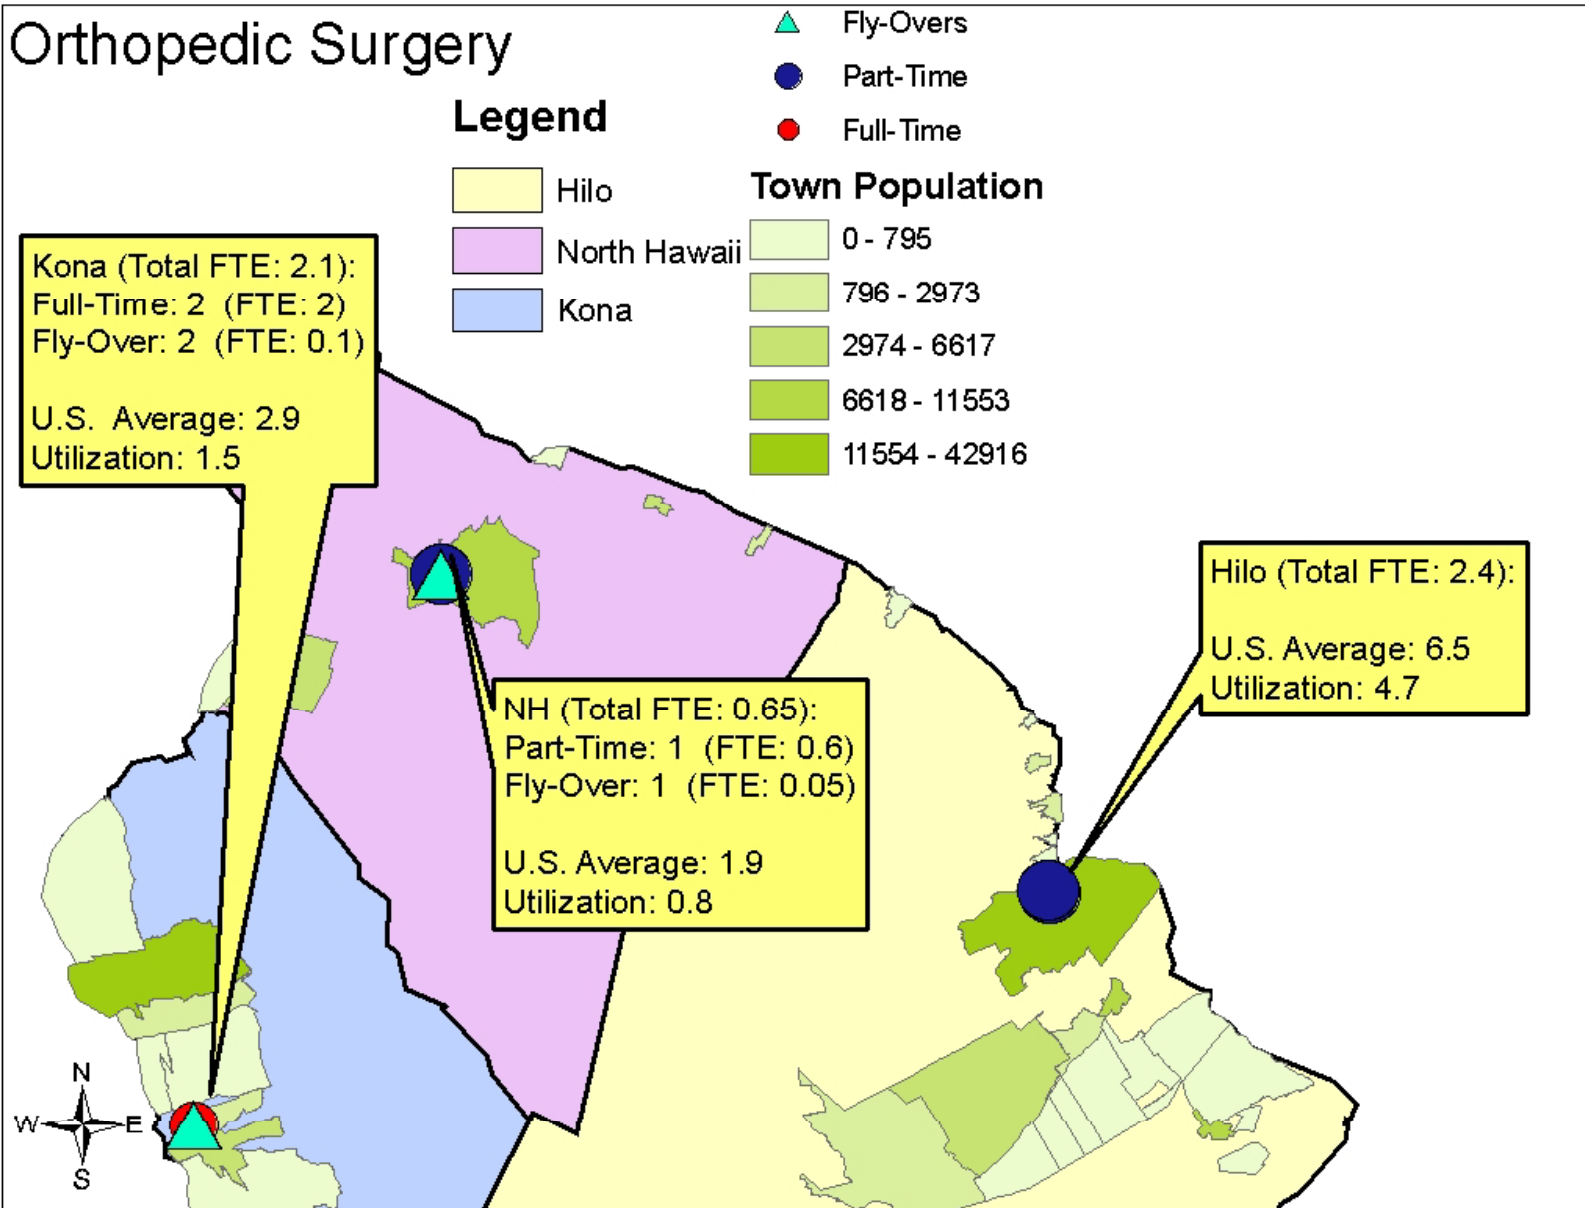 Orthopedic Surgery
Fly-Overs
Part-Time
Full-Time
Legend
Hilo
North Hawaii
Kona
Town Population
0 - 795
796 - 2973
2974 - 6617
6618 - 11553
11554 - 42916
Kona (Total FTE: 2.1):
Full-Time: 2 (FTE: 2)
Fly-Over: 2 (FTE: 0.1)
U.S. Average: 2.9
Utilization: 1.5
NH (Total FTE: 0.65):
Part-Time: 1 (FTE: 0.6)
Fly-Over: 1 (FTE: 0.05)
U.S. Average: 1.9
Utilization: 0.8
Hilo (Total FTE: 2.4):
U.S. Average: 6.5
Utilization: 4.7
N
W E
S